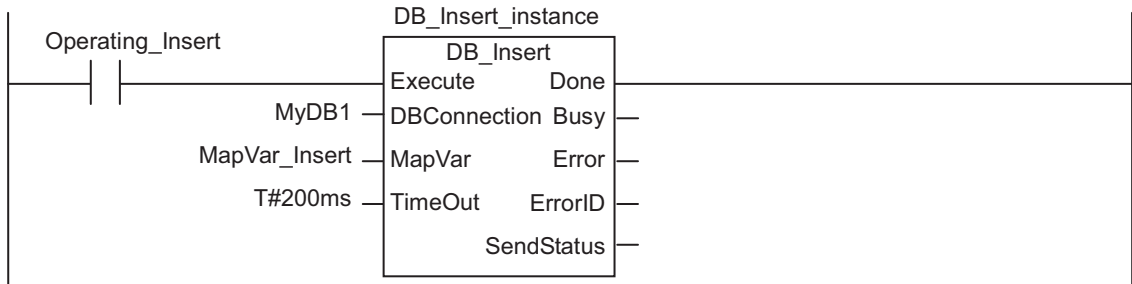 DB_Insert_instance
Operating_Insert
DB_Insert
Execute Done
MyDB1 DBConnection Busy
MapVar_Insert MapVar Error
T#200ms TimeOut ErrorID
SendStatus